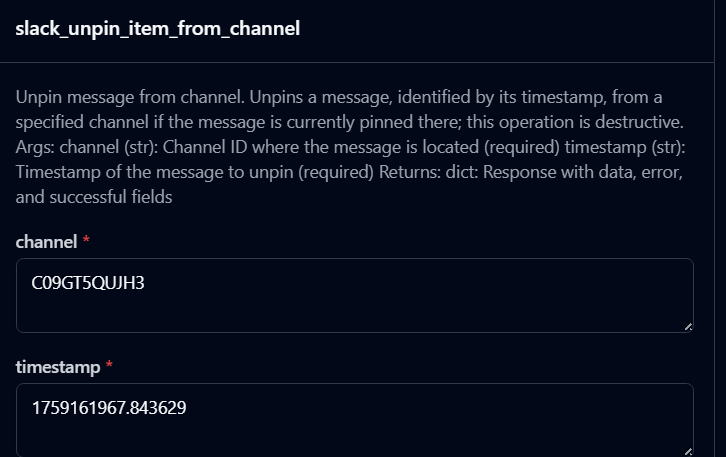 slack_unpin_item_from_channel
Unpin message from channel. Unpins a message, identified by its timestamp, from a
specified channel if the message is currently pinned there; this operation is destructive.
Args: channel (str): Channel ID where the message is located (required) timestamp (str):
Timestamp of the message to unpin (required) Returns: dict: Response with data, error,
and successful fields
channel *
C09GT5QUJH3
timestamp *
1759161967.843629